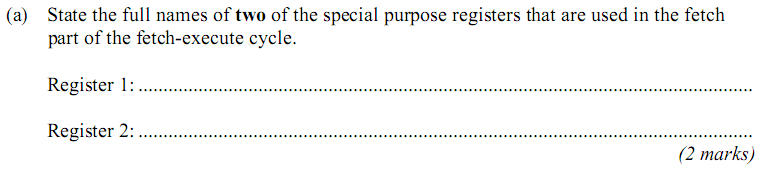 (a) State the full names of two of the special purpose registers that are used in the fetch
part of the fetch-execute cycle.
Register 1: ..............................................................................................................................
Register 2: ..............................................................................................................................
(2 marks)